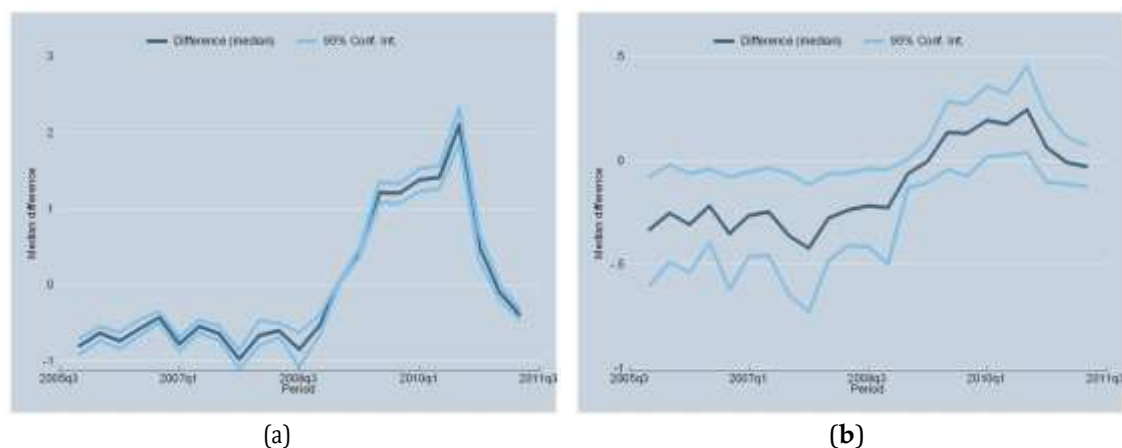 Difference (median) 95% Conf. Int.
3
2
1
0
-1
Median difference
2005q3 2007q1 2008q3 2010q1 2011q3
Period
(a)
Difference (median) 95% Conf. Int.
.5
0
-.5
-1
Median difference
2005q3 2007q1 2008q3 2010q1 2011q3
Period
(b)